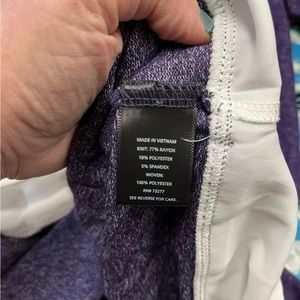 MADE IN VIETNAM
KNIT: 77% RAYON
18% POLYESTER
5% SPANDEX
WOVEN:
100% POLYESTER
RN# 73277
SEE REVERSE FOR CARE.